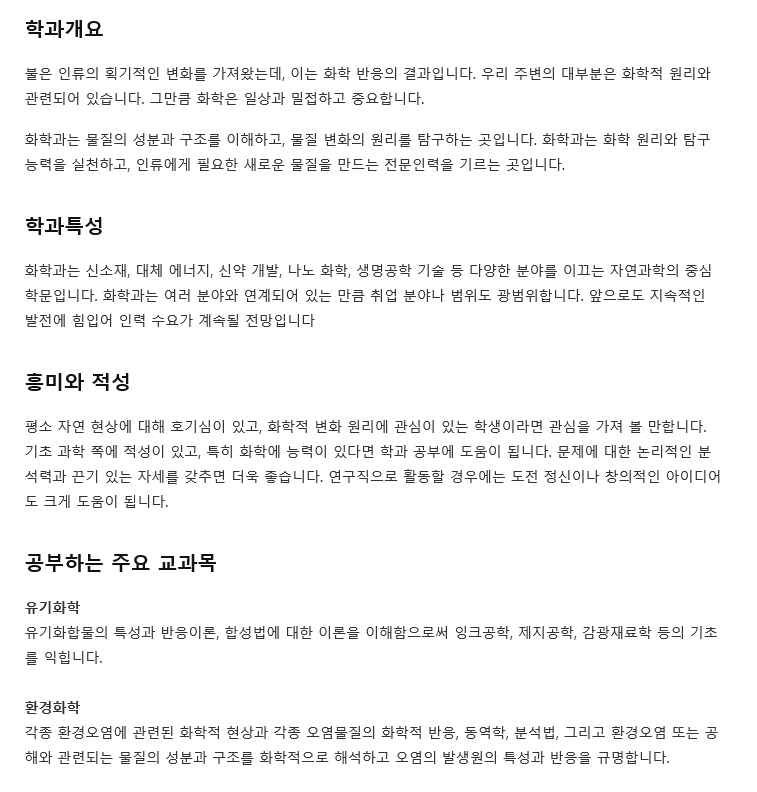 학과개요
불은 인류의 획기적인 변화를 가져왔는데, 이는 화학 반응의 결과입니다. 우리 주변의 대부분은 화학적 원리와
관련되어 있습니다. 그만큼 화학은 일상과 밀접하고 중요합니다.
화학과는 물질의 성분과 구조를 이해하고, 물질 변화의 원리를 탐구하는 곳입니다. 화학과는 화학 원리와 탐구
능력을 실천하고, 인류에게 필요한 새로운 물질을 만드는 전문인력을 기르는 곳입니다.
학과특성
화학과는 신소재, 대체 에너지, 신약 개발, 나노 화학, 생명공학 기술 등 다양한 분야를 이끄는 자연과학의 중심
학문입니다. 화학과는 여러 분야와 연계되어 있는 만큼 취업 분야나 범위도 광범위합니다. 앞으로도 지속적인
발전에 힘입어 인력 수요가 계속될 전망입니다
흥미와 적성
평소 자연 현상에 대해 호기심이 있고, 화학적 변화 원리에 관심이 있는 학생이라면 관심을 가져 볼 만합니다.
기초 과학 쪽에 적성이 있고, 특히 화학에 능력이 있다면 학과 공부에 도움이 됩니다. 문제에 대한 논리적인 분
석력과 끈기 있는 자세를 갖추면 더욱 좋습니다. 연구직으로 활동할 경우에는 도전 정신이나 창의적인 아이디어
도 크게 도움이 됩니다.
공부하는 주요 교과목
유기화학
유기화합물의 특성과 반응이론, 합성법에 대한 이론을 이해함으로써 잉크공학, 제지공학, 감광재료학 등의 기초
를 익힙니다.
환경화학
각종 환경오염에 관련된 화학적 현상과 각종 오염물질의 화학적 반응, 동역학, 분석법, 그리고 환경오염 또는 공
해와 관련되는 물질의 성분과 구조를 화학적으로 해석하고 오염의 발생원의 특성과 반응을 규명합니다.